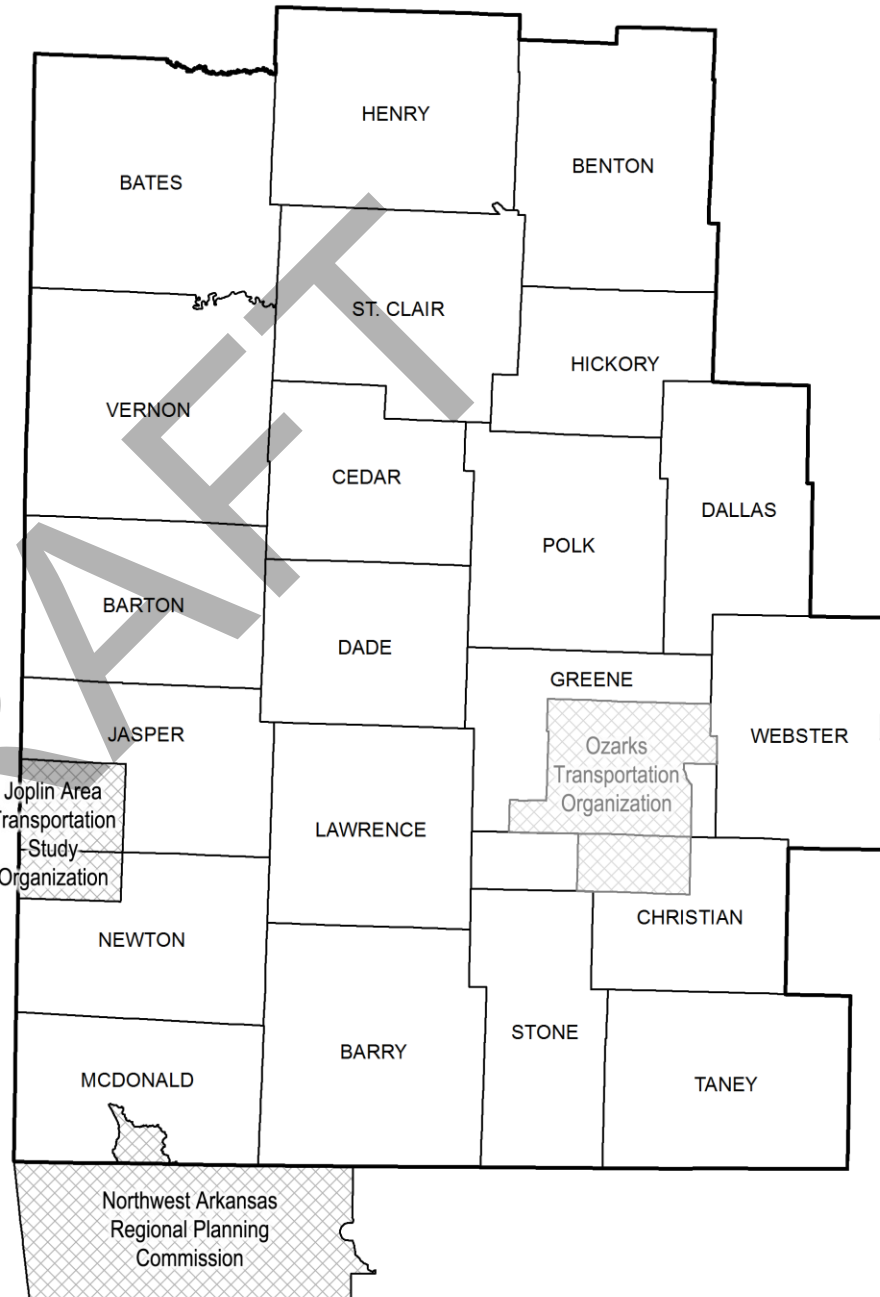 HENRY
BENTON
BATES
ST. CLAIR
HICKORY
VERNON
CEDAR
DALLAS
POLK
BARTON
DADE
GREENE
JASPER
WEBSTER
Ozarks
Transportation
Organization
Joplin Area
Transportation
Study
Organization
LAWRENCE
CHRISTIAN
NEWTON
STONE
BARRY
MCDONALD
TANEY
Northwest Arkansas
Regional Planning
Commission
RAFT